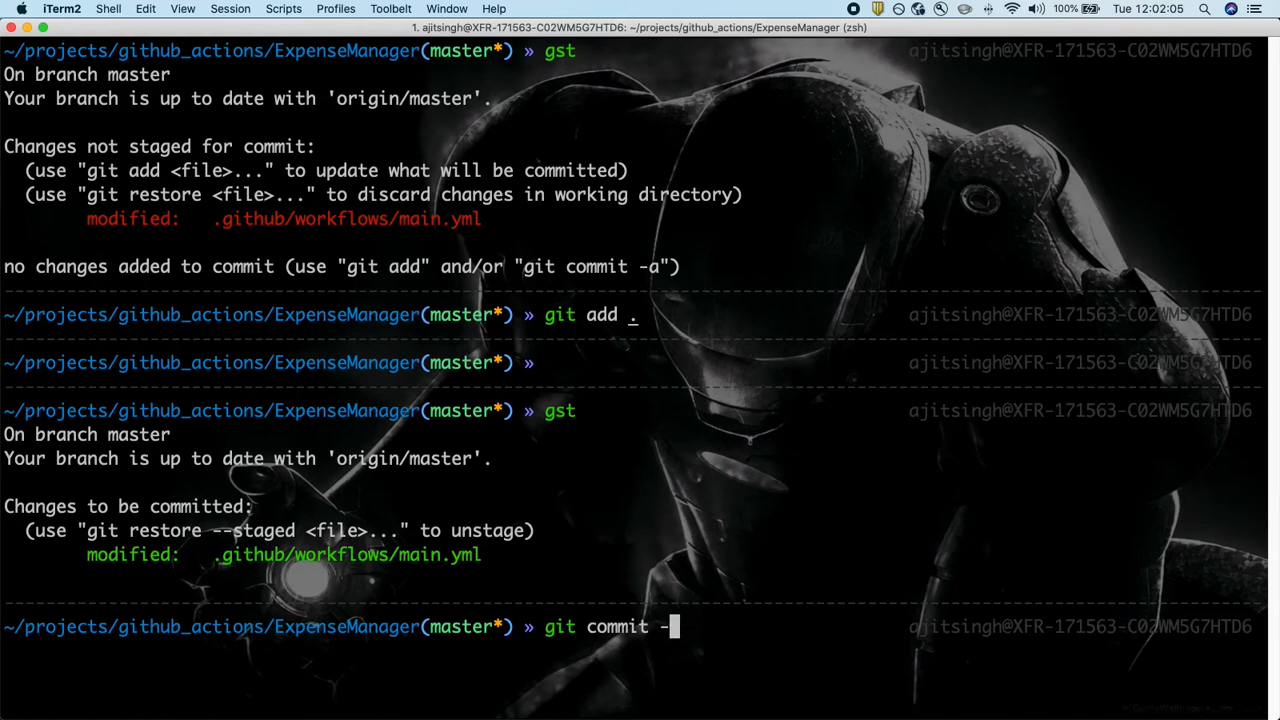 iTerm2 Shell Edit View Session Scripts Profiles Toolbelt Window Help 100% Tue 12:02:05
1. ajitsingh@XFR-171563-C02WM5G7HTD6: ~/projects/github_actions/ExpenseManager (zsh)
~/projects/github_actions/ExpenseManager(master*) » gst ajitsingh@XFR-171563-C02WM5G7HTD6
On branch master
Your branch is up to date with 'origin/master'.
Changes not staged for commit:
(use "git add <file>..." to update what will be committed)
(use "git restore <file>..." to discard changes in working directory)
modified: .github/workflows/main.yml
no changes added to commit (use "git add" and/or "git commit -a")
~/projects/github_actions/ExpenseManager(master*) » git add . ajitsingh@XFR-171563-C02WM5G7HTD6
~/projects/github_actions/ExpenseManager(master*) » ajitsingh@XFR-171563-C02WM5G7HTD6
~/projects/github_actions/ExpenseManager(master*) » gst ajitsingh@XFR-171563-C02WM5G7HTD6
On branch master
Your branch is up to date with 'origin/master'.
Changes to be committed:
(use "git restore --staged <file>..." to unstage)
modified: .github/workflows/main.yml
~/projects/github_actions/ExpenseManager(master*) » git commit - ajitsingh@XFR-171563-C02WM5G7HTD6